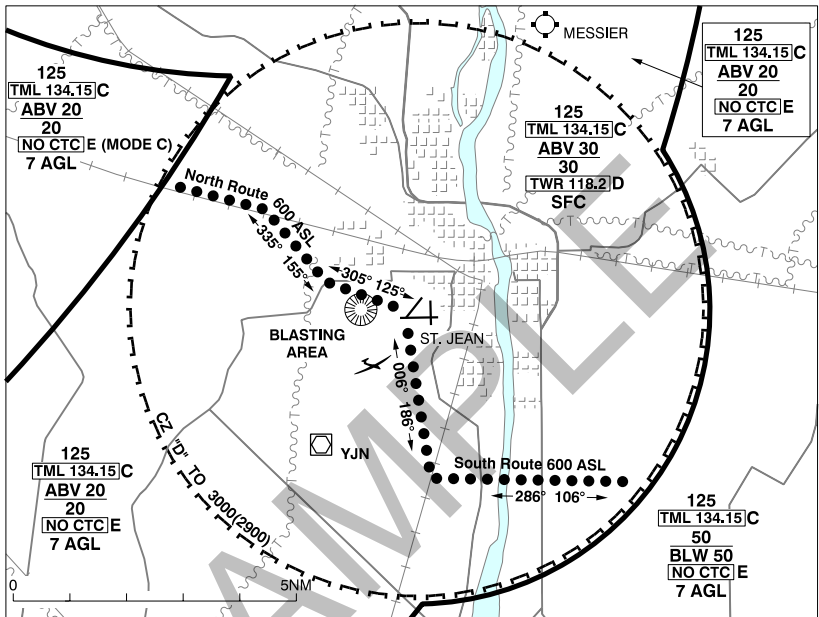 MESSIER
125
TML 134.15 C
ABV 20
20
NO CTC E
7 AGL
125
TML 134.15 C
ABV 20
20
NO CTC E (MODE C)
7 AGL
125
TML 134.15 C
ABV 30
30
TWR 118.2 D
SFC
North Route 600 ASL
335° 155°
305° 125°
BLASTING
AREA
ST. JEAN
006° 186°
YJN
CZ "D" TO 3000(2900)
South Route 600 ASL
286° 106°
125
TML 134.15 C
ABV 20
20
NO CTC E
7 AGL
125
TML 134.15 C
50
BLW 50
NO CTC E
7 AGL
0 5NM
SAMPLE